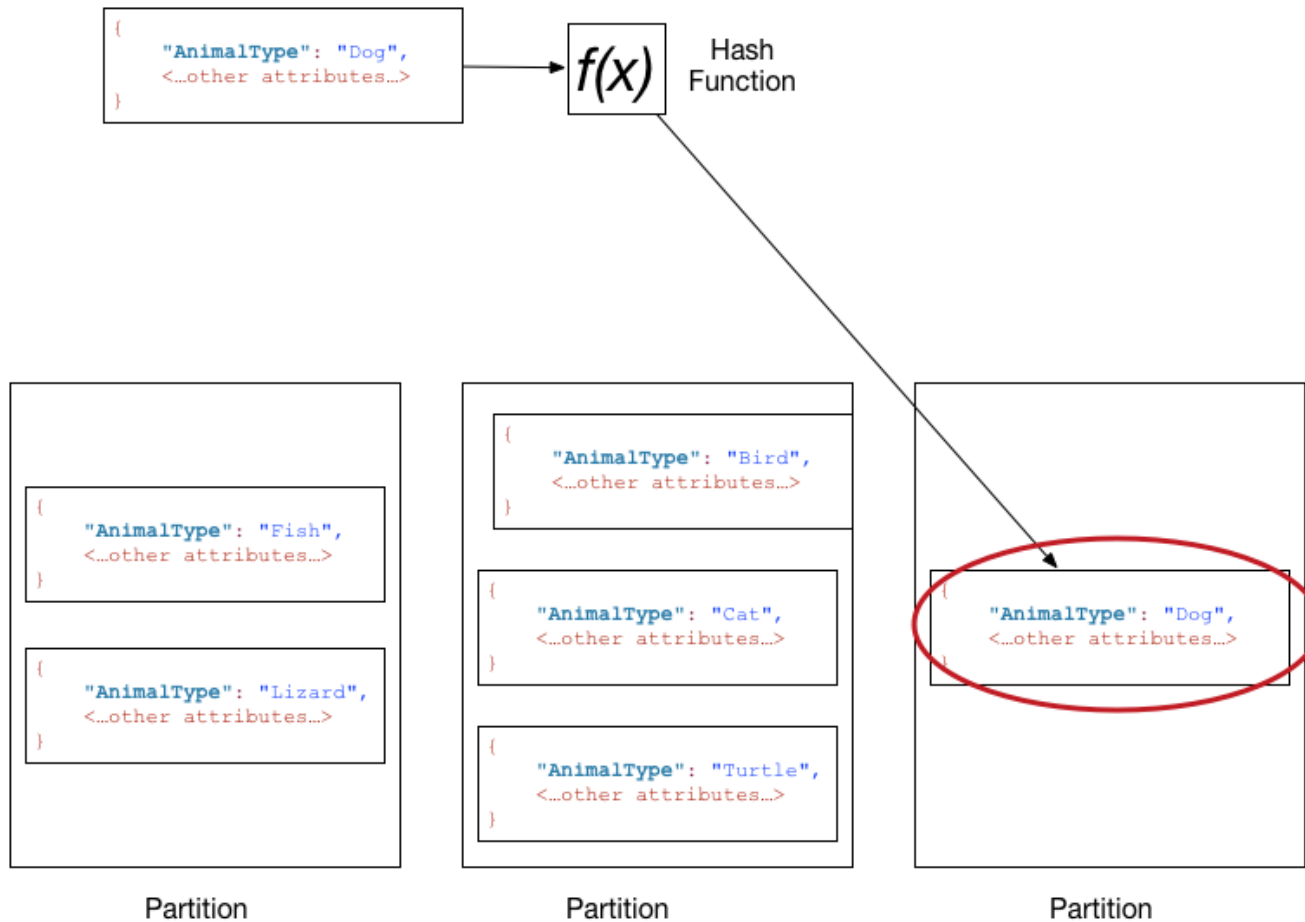 {
"AnimalType": "Dog",
<...other attributes...>
}
f(x)
Hash
Function
{
"AnimalType": "Fish",
<...other attributes...>
}
{
"AnimalType": "Lizard",
<...other attributes...>
}
Partition
{
"AnimalType": "Bird",
<...other attributes...>
}
{
"AnimalType": "Cat",
<...other attributes...>
}
{
"AnimalType": "Turtle",
<...other attributes...>
}
Partition
{
"AnimalType": "Dog",
<...other attributes...>
}
Partition